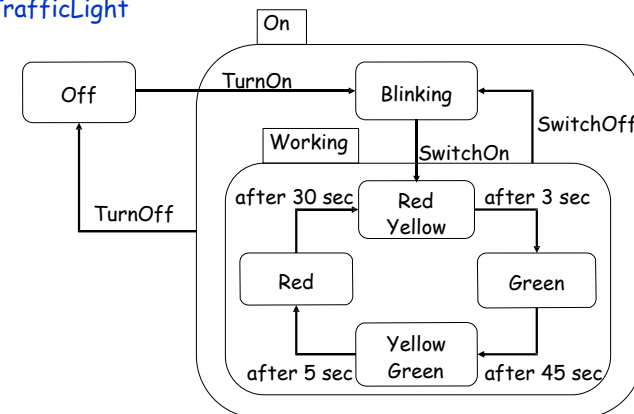 TrafficLight
On
Off
TurnOn
Blinking
SwitchOff
Working
SwitchOn
TurnOff
after 30 sec
Red
Yellow
after 3 sec
Red
Green
after 5 sec
Yellow
Green
after 45 sec